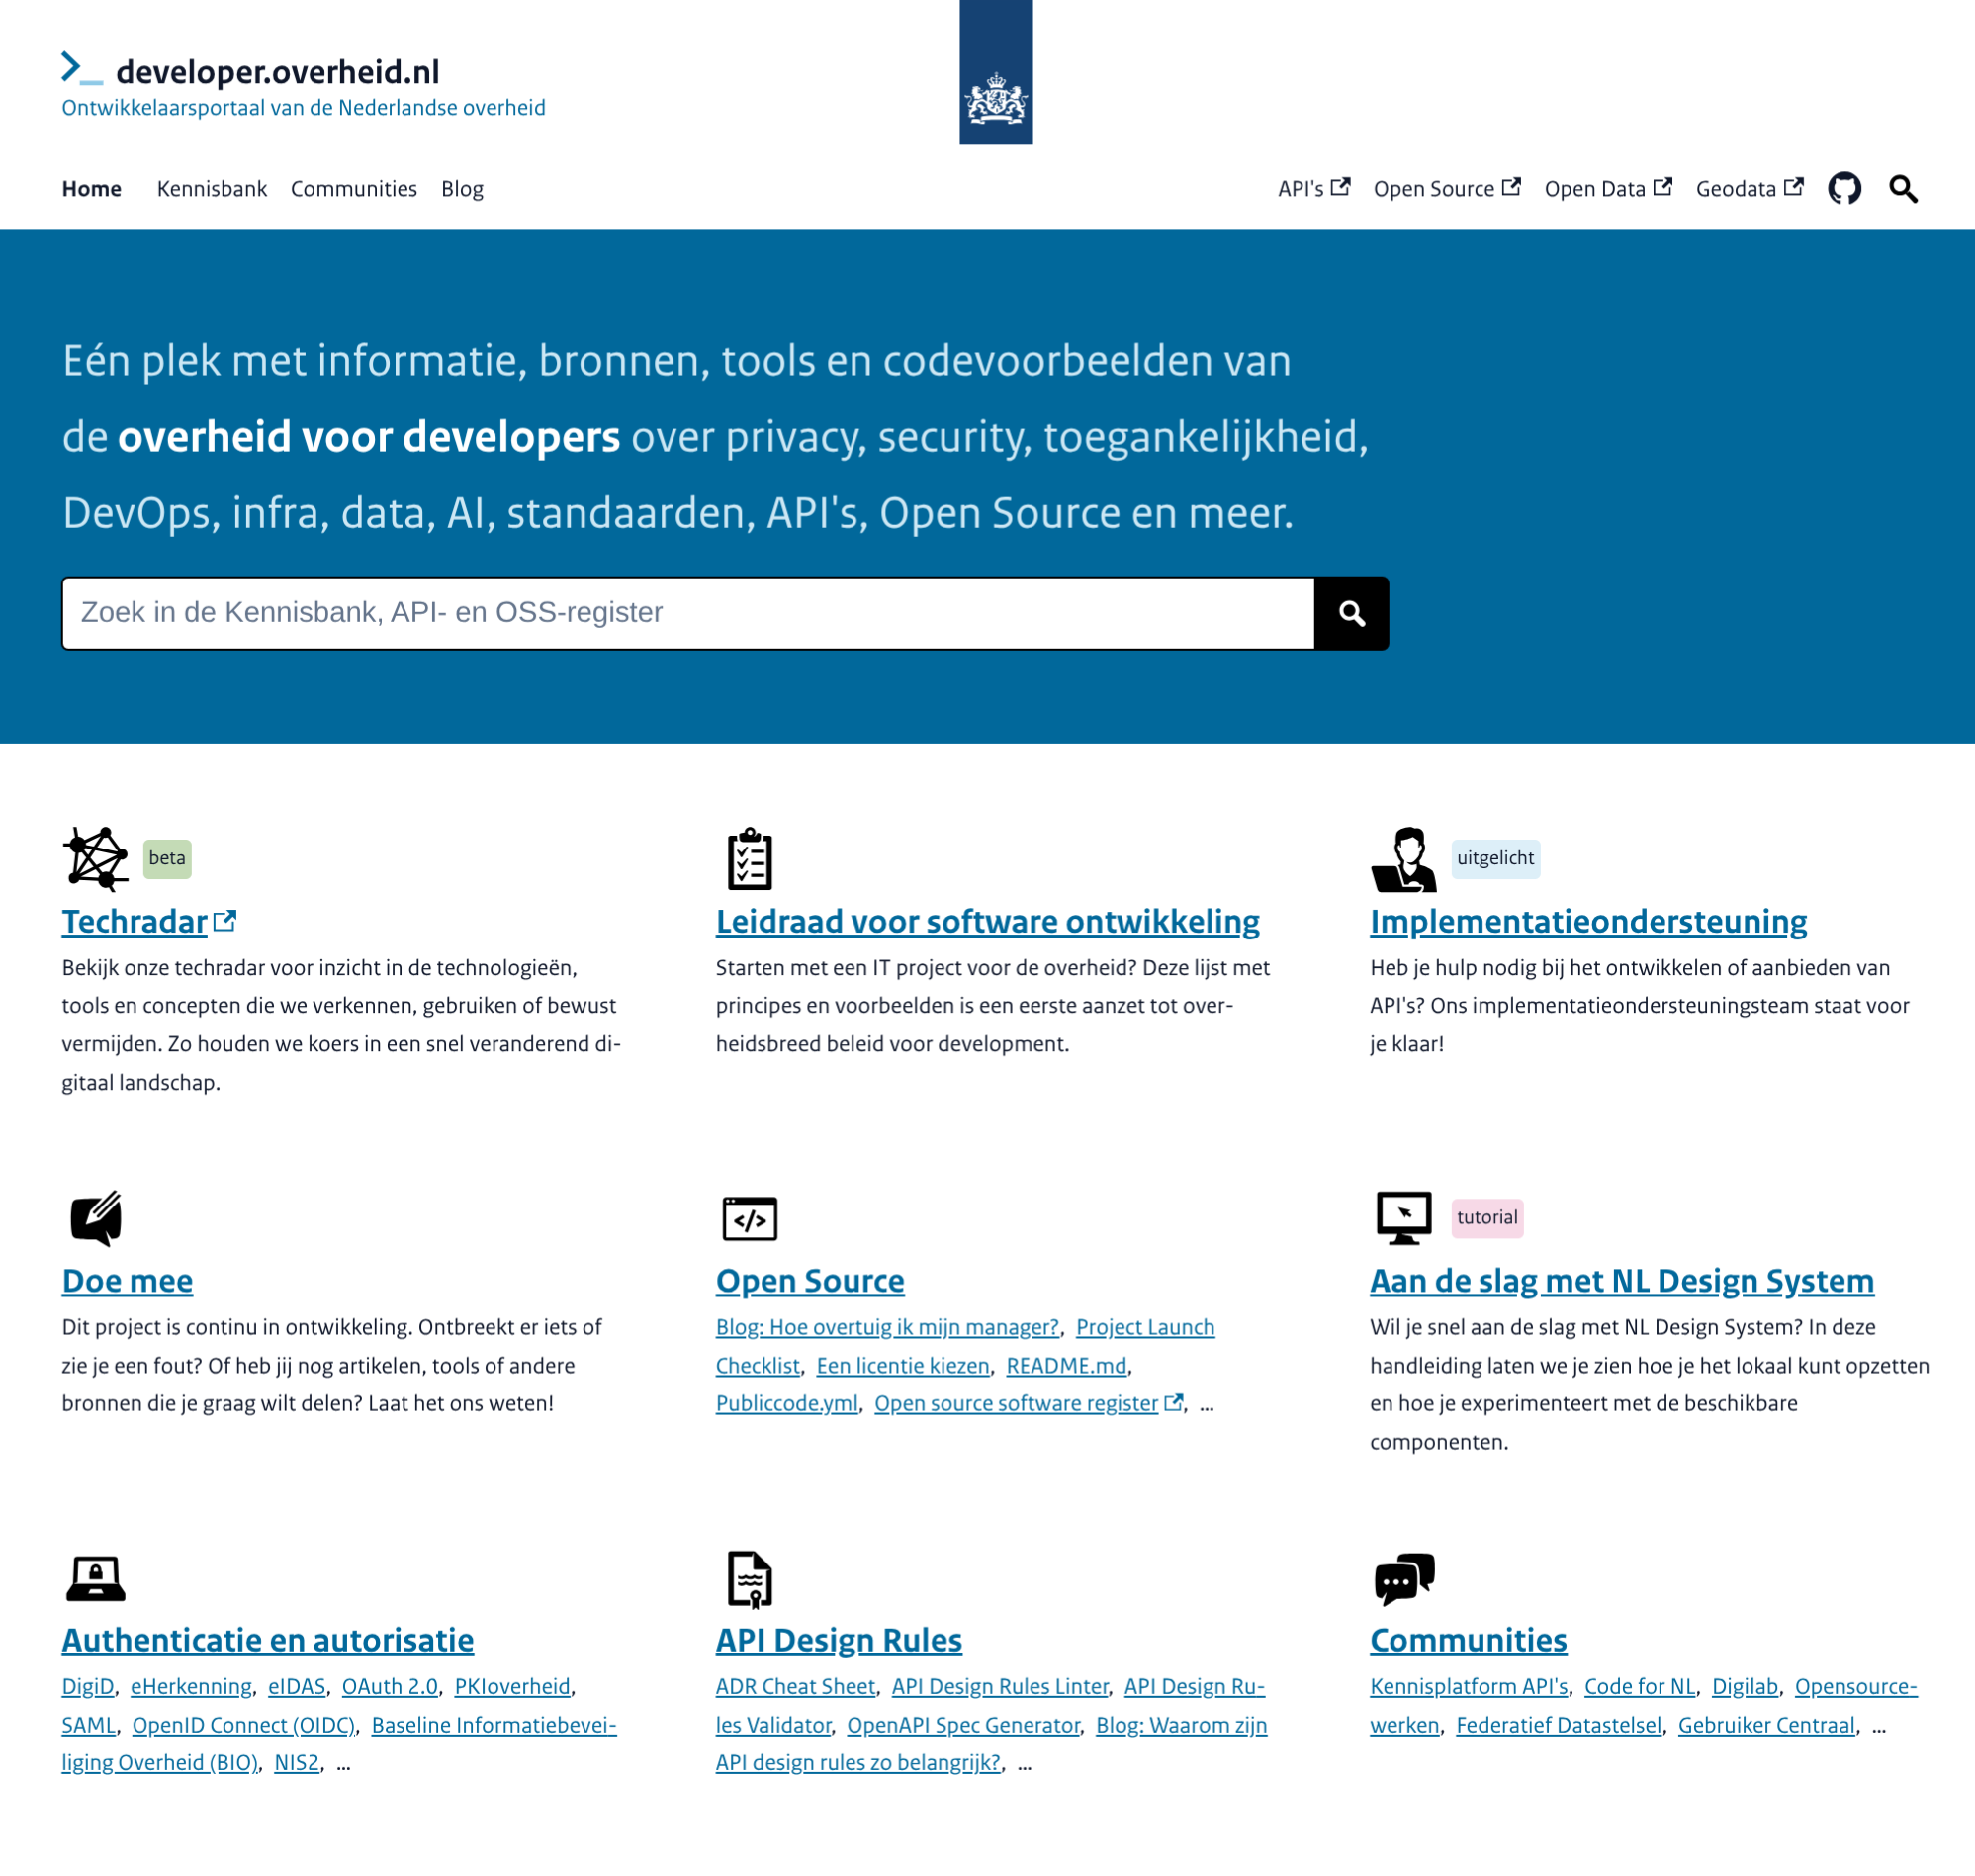 developer.overheid.nl
Ontwikkelaarsportaal van de Nederlandse overheid
Home Kennisbank Communities Blog API's Open Source Open Data Geodata
Eén plek met informatie, bronnen, tools en codevoorbeelden van
de overheid voor developers over privacy, security, toegankelijkheid,
DevOps, infra, data, AI, standaarden, API's, Open Source en meer.
Zoek in de Kennisbank, API- en OSS-register
beta
Techradar
Bekijk onze techradar voor inzicht in de technologieën,
tools en concepten die we verkennen, gebruiken of bewust
vermijden. Zo houden we koers in een snel veranderend di-
gitaal landschap.
Leidraad voor software ontwikkeling
Starten met een IT project voor de overheid? Deze lijst met
principes en voorbeelden is een eerste aanzet tot over-
heidsbreed beleid voor development.
uitgelicht
Implementatieondersteuning
Heb je hulp nodig bij het ontwikkelen of aanbieden van
API's? Ons implementatieondersteuningsteam staat voor
je klaar!
Doe mee
Dit project is continu in ontwikkeling. Ontbreekt er iets of
zie je een fout? Of heb jij nog artikelen, tools of andere
bronnen die je graag wilt delen? Laat het ons weten!
Open Source
Blog: Hoe overtuig ik mijn manager?, Project Launch
Checklist, Een licentie kiezen, README.md,
Publiccode.yml, Open source software register, ...
tutorial
Aan de slag met NL Design System
Wil je snel aan de slag met NL Design System? In deze
handleiding laten we je zien hoe je het lokaal kunt opzetten
en hoe je experimenteert met de beschikbare
componenten.
Authenticatie en autorisatie
DigiD, eHerkenning, eIDAS, OAuth 2.0, PKIoverheid,
SAML, OpenID Connect (OIDC), Baseline Informatiebevei-
liging Overheid (BIO), NIS2, ...
API Design Rules
ADR Cheat Sheet, API Design Rules Linter, API Design Ru-
les Validator, OpenAPI Spec Generator, Blog: Waarom zijn
API design rules zo belangrijk?, ...
Communities
Kennisplatform API's, Code for NL, Digilab, Opensource-
werken, Federatief Datastelsel, Gebruiker Centraal, ...